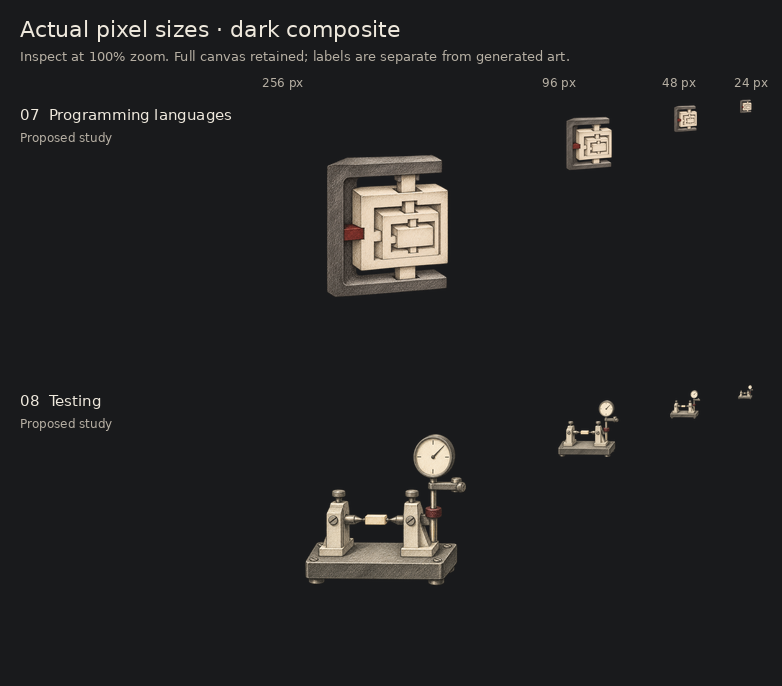 Actual pixel sizes · dark composite
Inspect at 100% zoom. Full canvas retained; labels are separate from generated art.
256 px 96 px 48 px 24 px
07 Programming languages
Proposed study
08 Testing
Proposed study